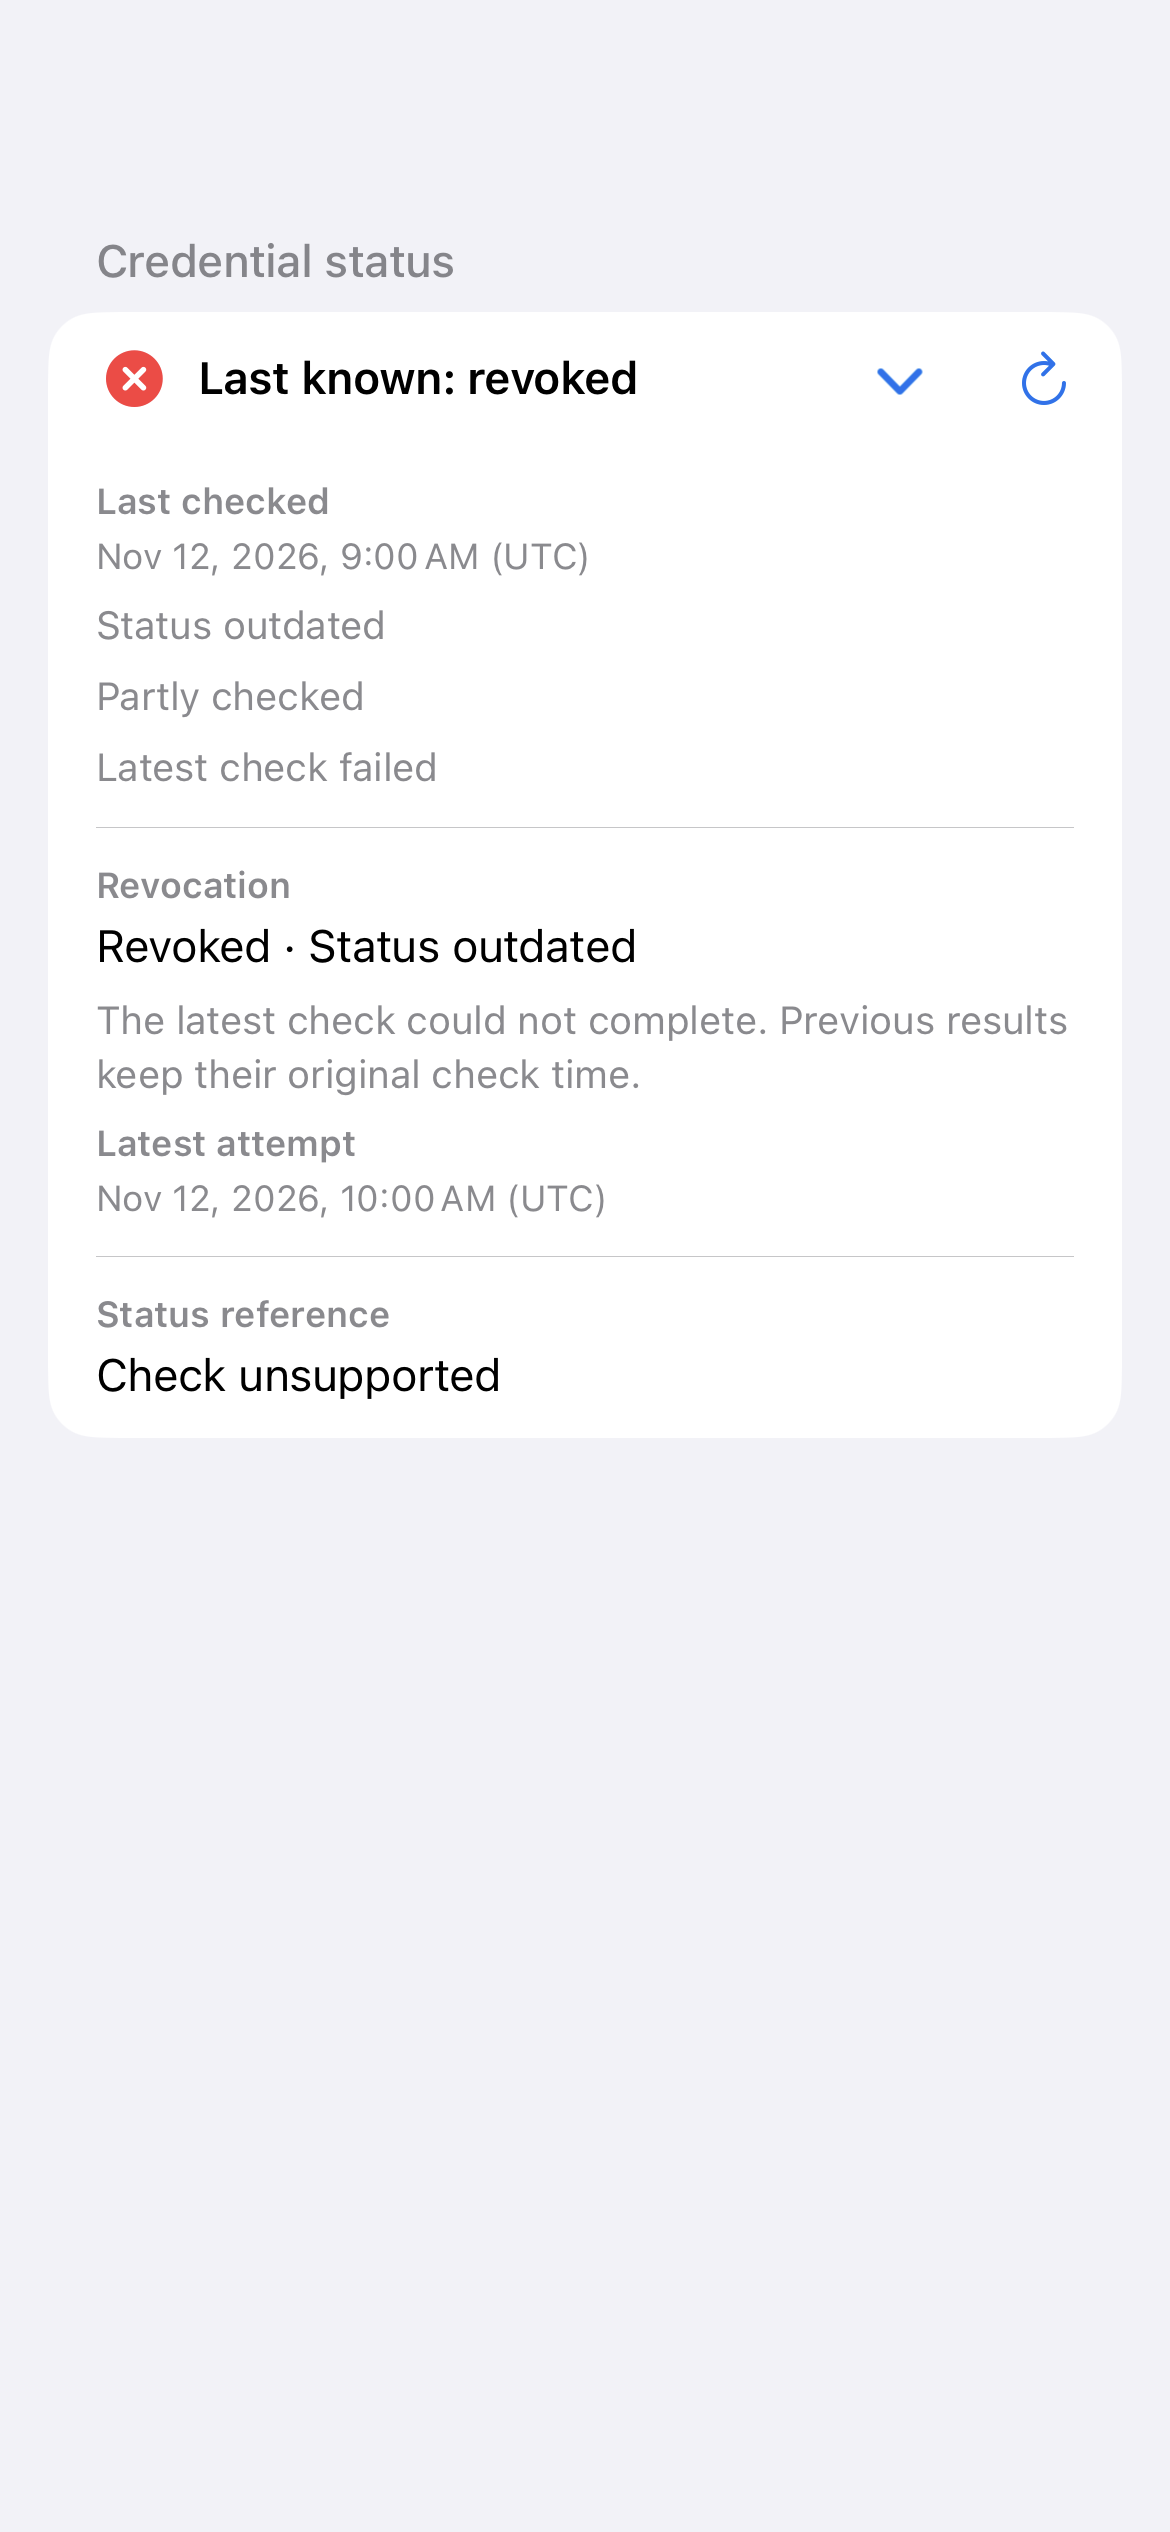 Credential status
Last known: revoked
Last checked
Nov 12, 2026, 9:00 AM (UTC)
Status outdated
Partly checked
Latest check failed
Revocation
Revoked · Status outdated
The latest check could not complete. Previous results
keep their original check time.
Latest attempt
Nov 12, 2026, 10:00 AM (UTC)
Status reference
Check unsupported